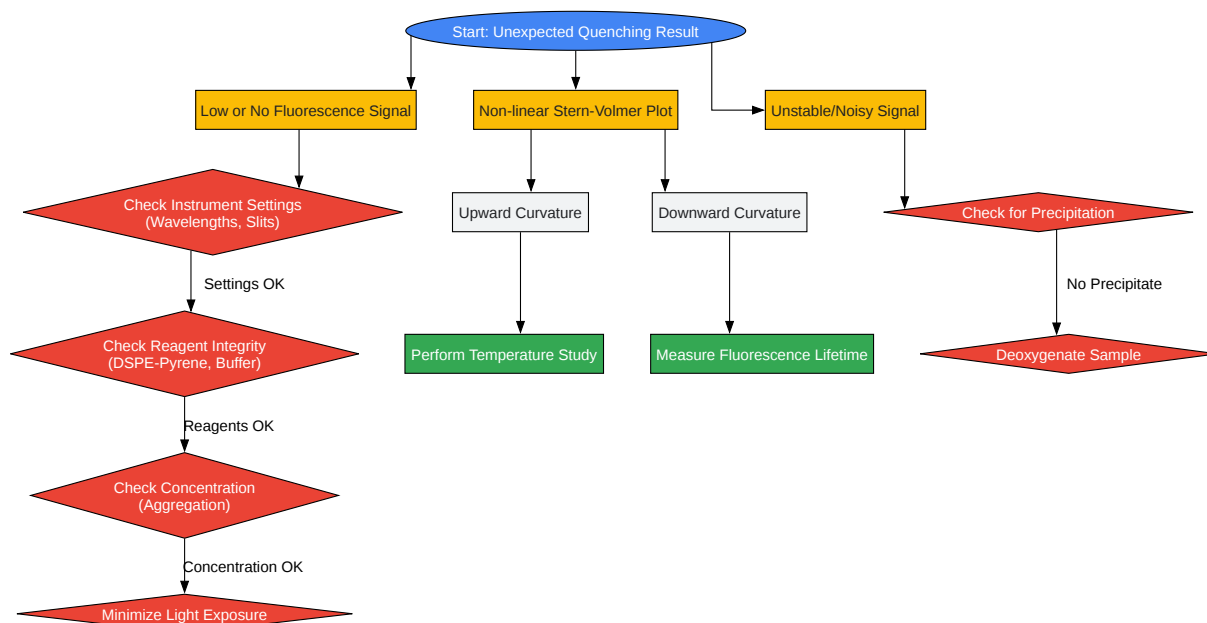 Start: Unexpected Quenching Result
Low or No Fluorescence Signal
Non-linear Stern-Volmer Plot
Unstable/Noisy Signal
Check Instrument Settings
(Wavelengths, Slits)
Upward Curvature
Downward Curvature
Check for Precipitation
Settings OK
No Precipitate
Check Reagent Integrity
(DSPE-Pyrene, Buffer)
Perform Temperature Study
Measure Fluorescence Lifetime
Deoxygenate Sample
Reagents OK
Check Concentration
(Aggregation)
Concentration OK
Minimize Light Exposure